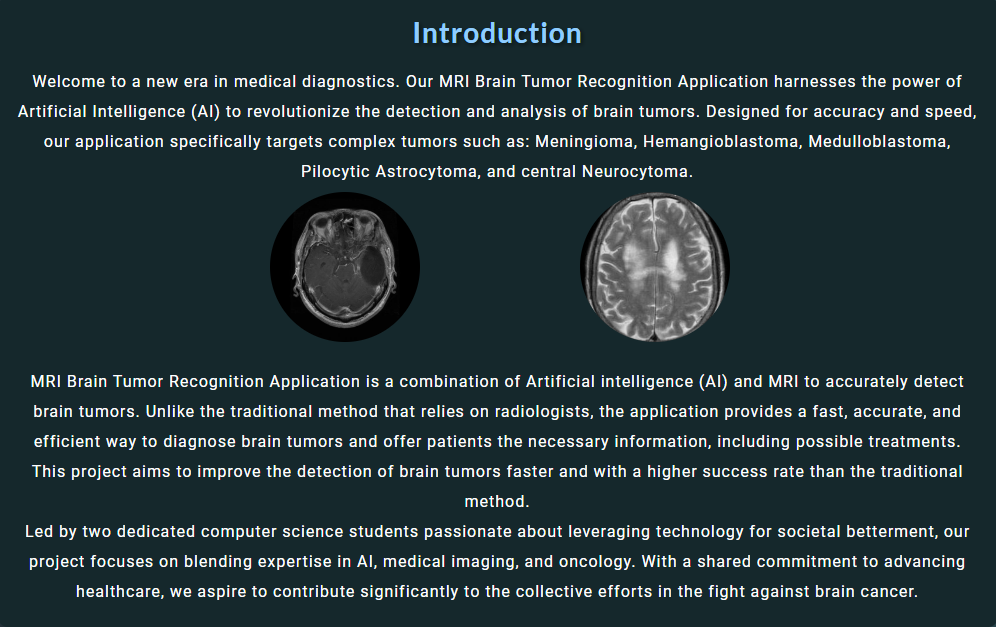 Introduction
Welcome to a new era in medical diagnostics. Our MRI Brain Tumor Recognition Application harnesses the power of
Artificial Intelligence (AI) to revolutionize the detection and analysis of brain tumors. Designed for accuracy and speed,
our application specifically targets complex tumors such as: Meningioma, Hemangioblastoma, Medulloblastoma,
Pilocytic Astrocytoma, and central Neurocytoma.
MRI Brain Tumor Recognition Application is a combination of Artificial intelligence (AI) and MRI to accurately detect
brain tumors. Unlike the traditional method that relies on radiologists, the application provides a fast, accurate, and
efficient way to diagnose brain tumors and offer patients the necessary information, including possible treatments.
This project aims to improve the detection of brain tumors faster and with a higher success rate than the traditional
method.
Led by two dedicated computer science students passionate about leveraging technology for societal betterment, our
project focuses on blending expertise in AI, medical imaging, and oncology. With a shared commitment to advancing
healthcare, we aspire to contribute significantly to the collective efforts in the fight against brain cancer.